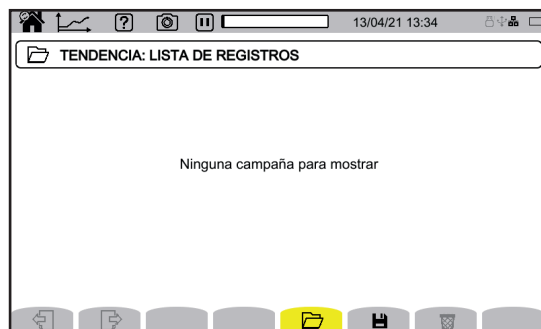 13/04/21 13:34
TENDENCIA: LISTA DE REGISTROS
Ninguna campaña para mostrar